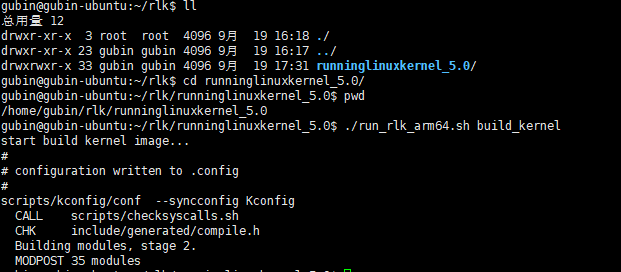 gubin@gubin-ubuntu:~/rlk$ ll
总用量 12
drwxr-xr-x  3 root  root  4096 9月  19 16:18 ./
drwxr-xr-x 23 gubin gubin 4096 9月  19 16:17 ../
drwxrwxr-x 33 gubin gubin 4096 9月  19 17:31 runninglinuxkernel_5.0/
gubin@gubin-ubuntu:~/rlk$ cd runninglinuxkernel_5.0/
gubin@gubin-ubuntu:~/rlk/runninglinuxkernel_5.0$ pwd
/home/gubin/rlk/runninglinuxkernel_5.0
gubin@gubin-ubuntu:~/rlk/runninglinuxkernel_5.0$ ./run_rlk_arm64.sh build_kernel
start build kernel image...
#
# configuration written to .config
#
scripts/kconfig/conf  --syncconfig Kconfig
  CALL    scripts/checksyscalls.sh
  CHK     include/generated/compile.h
  Building modules, stage 2.
  MODPOST 35 modules